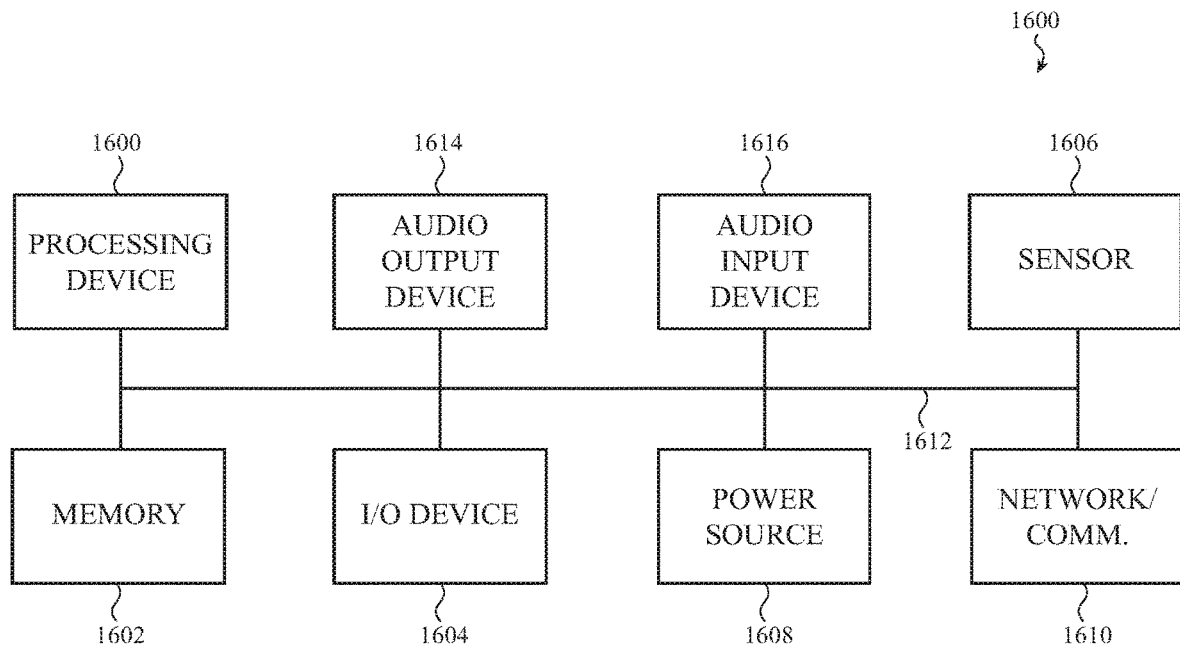 1600
1600
1614
1616
1606
PROCESSING
DEVICE
AUDIO
OUTPUT
DEVICE
AUDIO
INPUT
DEVICE
SENSOR
1612
MEMORY
I/O DEVICE
POWER
SOURCE
NETWORK/
COMM.
1602
1604
1608
1610